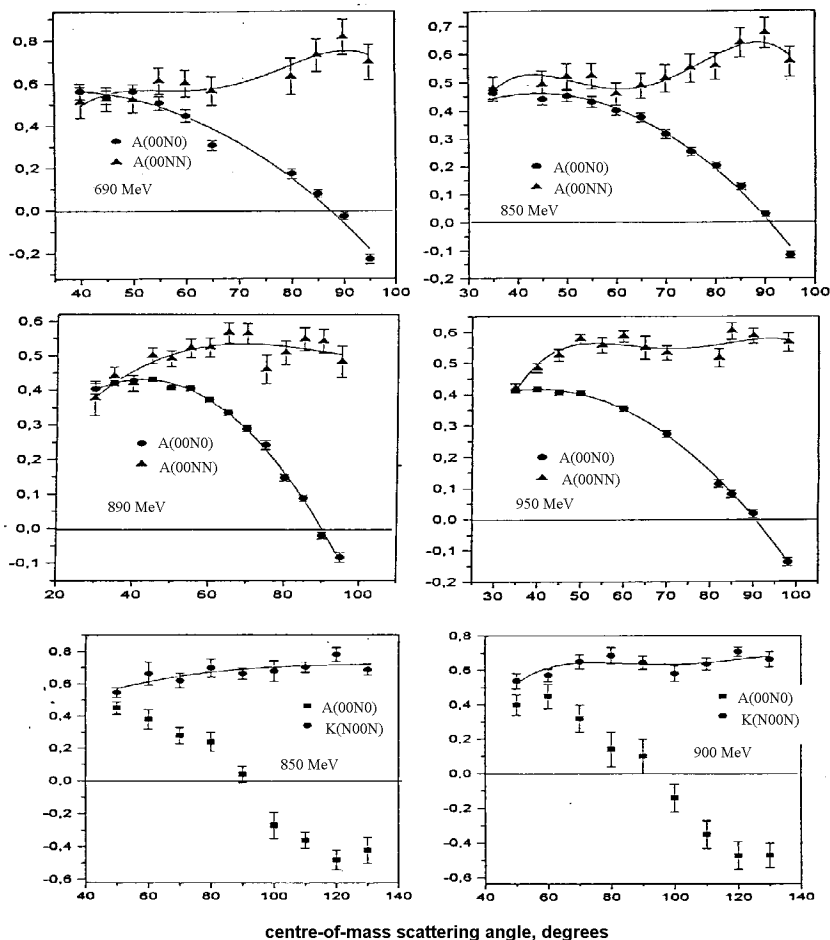 0,8
0,6
0,4
0,2
0,0
-0,2
A(00N0)
A(00NN)
690 MeV
40 50 60 70 80 90 100
0,8
0,7
0,6
0,5
0,4
0,3
0,2
0,1
0,0
-0,1
-0,2
A(00N0)
A(00NN)
850 MeV
30 40 50 60 70 80 90 100
0,6
0,5
0,4
0,3
0,2
0,1
0,0
-0,1
A(00N0)
A(00NN)
890 MeV
20 40 60 80 100
0,6
0,5
0,4
0,3
0,2
0,1
0,0
-0,1
-0,2
A(00N0)
A(00NN)
950 MeV
30 40 50 60 70 80 90 100
0,8
0,6
0,4
0,2
0,0
-0,2
-0,4
-0,6
A(00N0)
K(N00N)
850 MeV
40 60 80 100 120 140
0,8
0,6
0,4
0,2
0,0
-0,2
-0,4
-0,6
A(00N0)
K(N00N)
900 MeV
40 60 80 100 120 140
centre-of-mass scattering angle, degrees